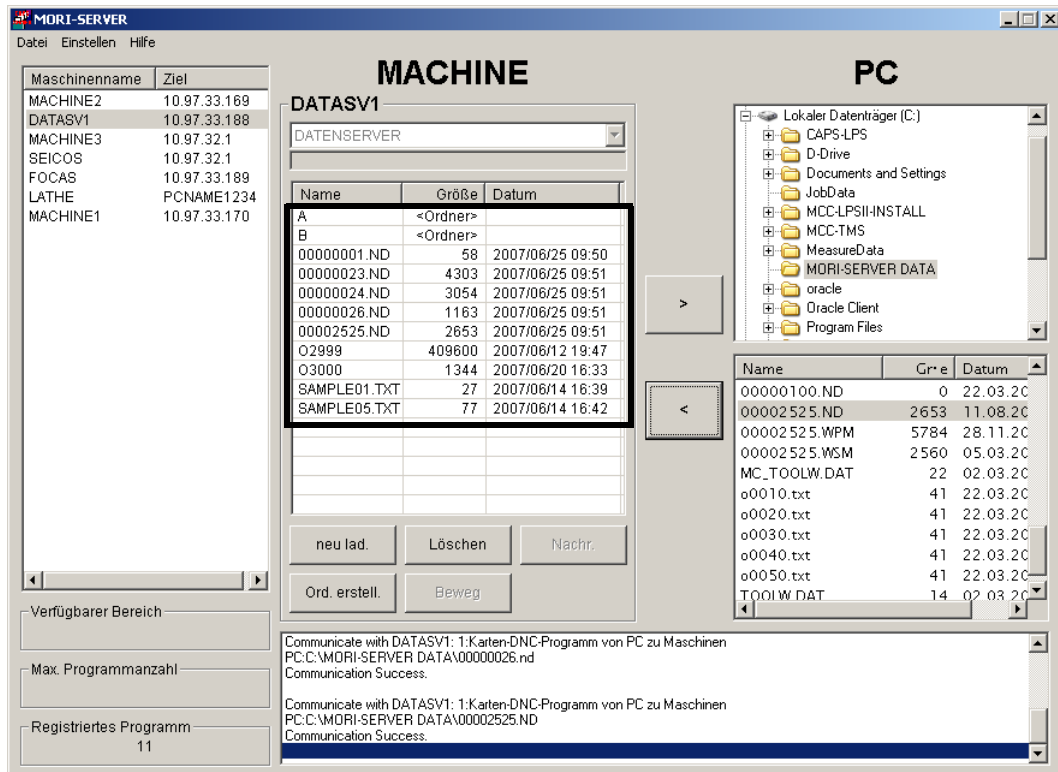 MORI-SERVER
Datei Einstellen Hilfe
Maschinenname Ziel
MACHINE2 10.97.33.169
DATASV1 10.97.33.188
MACHINE3 10.97.32.1
SEICOS 10.97.32.1
FOCAS 10.97.33.189
LATHE PCNAME1234
MACHINE1 10.97.33.170
Verfügbarer Bereich
Max. Programmanzahl
Registriertes Programm
11
MACHINE
DATASV1
DATENSERVER
Name Größe Datum
A <Ordner>
B <Ordner>
00000001.ND 58 2007/06/25 09:50
00000023.ND 4303 2007/06/25 09:51
00000024.ND 3054 2007/06/25 09:51
00000026.ND 1163 2007/06/25 09:51
00002525.ND 2653 2007/06/25 09:51
O2999 409600 2007/06/12 19:47
O3000 1344 2007/06/20 16:33
SAMPLE01.TXT 27 2007/06/14 16:39
SAMPLE05.TXT 77 2007/06/14 16:42
neu lad. Löschen Nachr.
Ord. erstell. Beweg
>
<
PC
Lokaler Datenträger (C:)
CAPS-LPS
D-Drive
Documents and Settings
JobData
MCC-LPSII-INSTALL
MCC-TMS
MeasureData
MORI-SERVER DATA
oracle
Oracle Client
Program Files
Name Gr·e Datum
00000100.ND 0 22.03.20
00002525.ND 2653 11.08.20
00002525.WPM 5784 28.11.20
00002525.WSM 2560 05.03.20
MC_TOOLW.DAT 22 02.03.20
o0010.txt 41 22.03.20
o0020.txt 41 22.03.20
o0030.txt 41 22.03.20
o0040.txt 41 22.03.20
o0050.txt 41 22.03.20
TOOLW.DAT 14 02.03.20
Communicate with DATASV1: 1:Karten-DNC-Programm von PC zu Maschinen
PC:C:\MORI-SERVER DATA\00000026.nd
Communication Success.
Communicate with DATASV1: 1:Karten-DNC-Programm von PC zu Maschinen
PC:C:\MORI-SERVER DATA\00002525.ND
Communication Success.